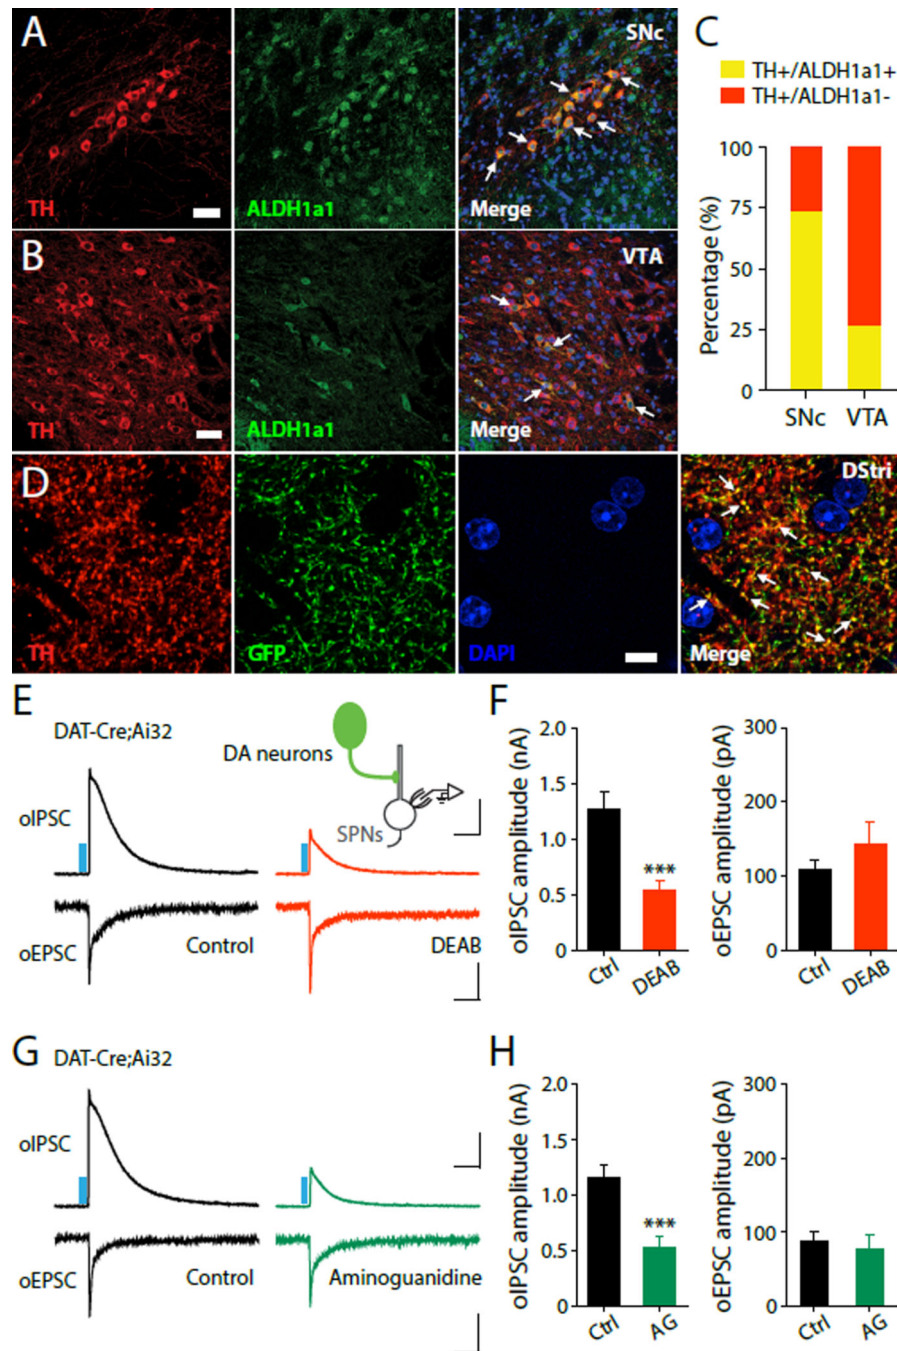 A
TH
ALDH1a1
SNc
Merge
B
TH
ALDH1a1
VTA
Merge
C
TH+/ALDH1a1+
TH+/ALDH1a1-
100
75
50
25
0
Percentage (%)
SNc VTA
D
TH
GFP
DAPI
DStri
Merge
E
DAT-Cre;Ai32
DA neurons
SPNs
oIPSC
oEPSC
Control
DEAB
F
oIPSC amplitude (nA)
2.0
1.5
1.0
0.5
0
***
Ctrl DEAB
oEPSC amplitude (pA)
300
200
100
0
Ctrl DEAB
G
DAT-Cre;Ai32
oIPSC
oEPSC
Control
Aminoguanidine
H
oIPSC amplitude (nA)
2.0
1.5
1.0
0.5
0
***
Ctrl AG
oEPSC amplitude (pA)
300
200
100
0
Ctrl AG